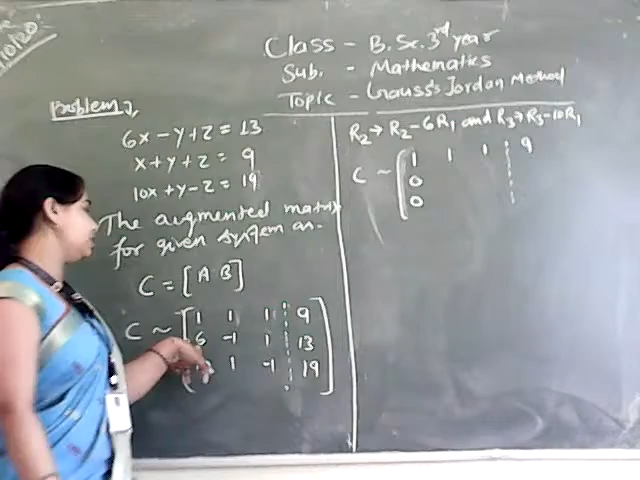 Class - B.Sc. 3rd year
Sub. - Mathematics
Topic - Gauss's Jordan Method
Problem 2,
6x - y + z = 13
x + y + z = 9
10x + y - z = 19
The augmented matrix
for given system as.
C = [A B]
C ~ [1 1 1 ¦ 9
6 -1 1 ¦ 13
1 -1 ¦ 19]
R2 → R2 - 6R1 and R3 → R3 - 10R1
C ~ [1 1 1 ¦ 9
0
0